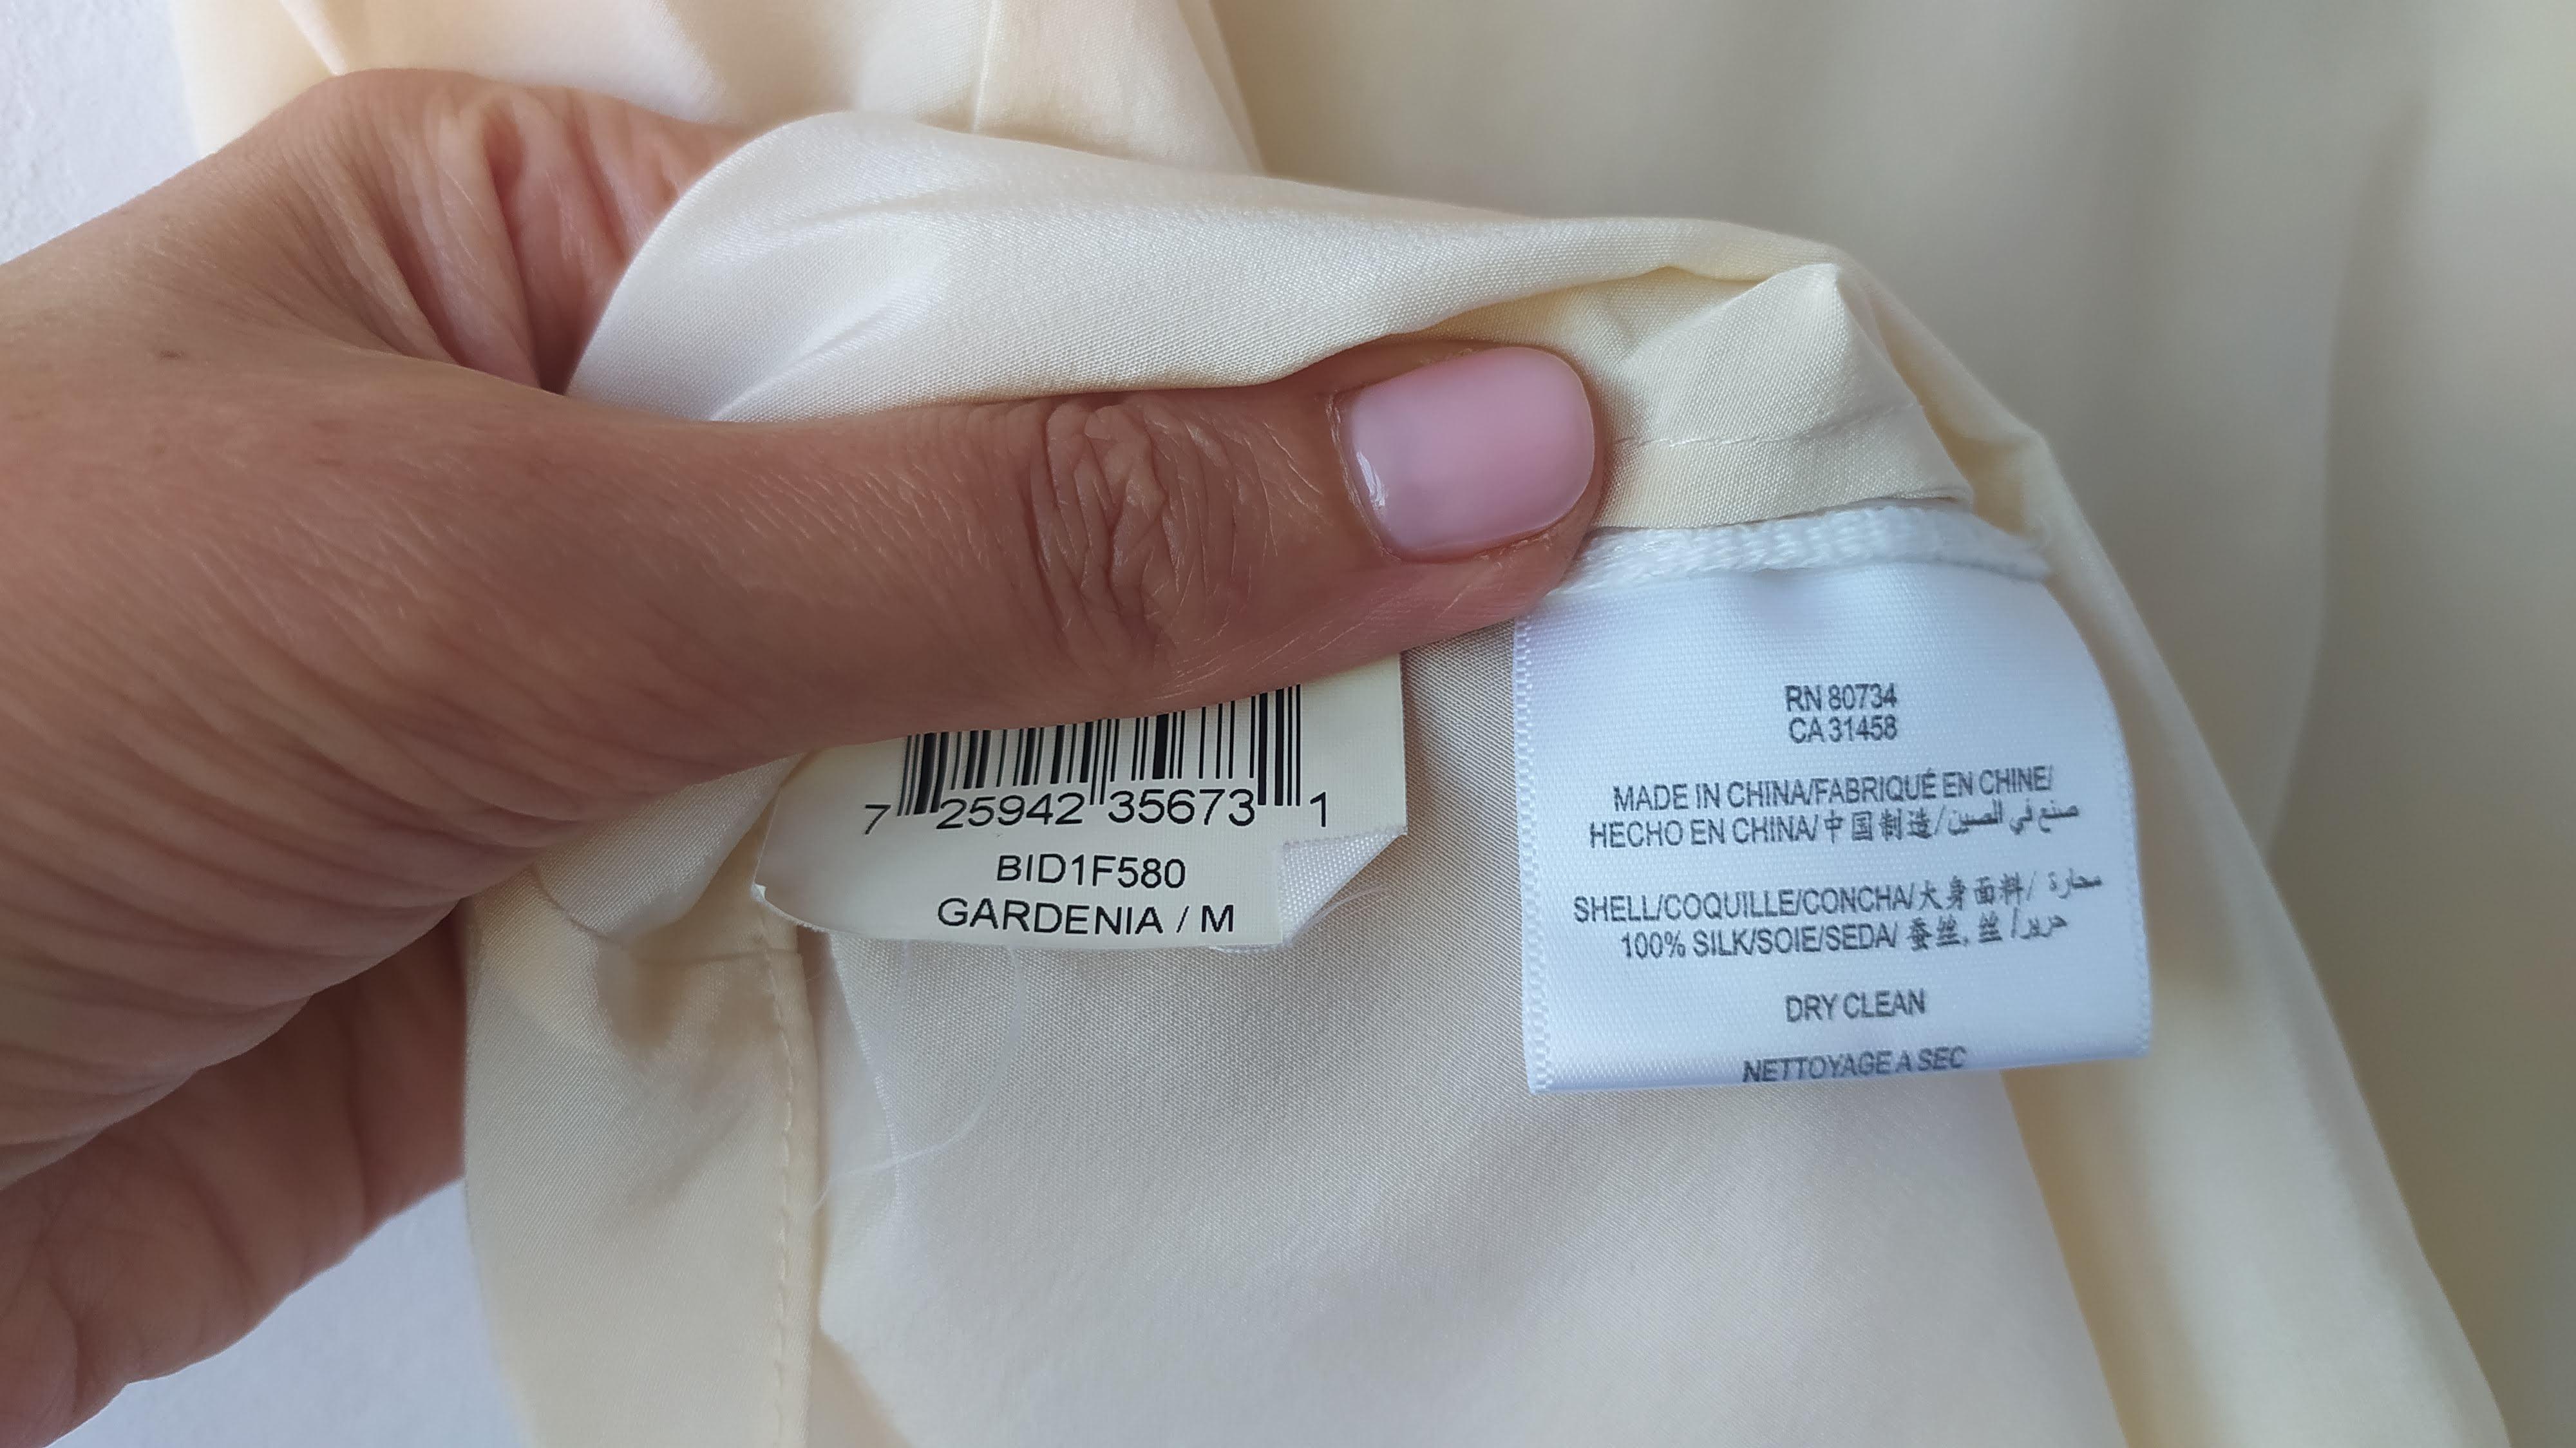 7 25942 35673 1
BID1F580
GARDENIA / M
RN 80734
CA 31458
MADE IN CHINA/FABRIQUÉ EN CHINE/
HECHO EN CHINA/中国制造/صنع في الصين
SHELL/COQUILLE/CONCHA/大身面料/ محارة
100% SILK/SOIE/SEDA/ 蚕丝, 丝 /حرير
DRY CLEAN
NETTOYAGE A SEC